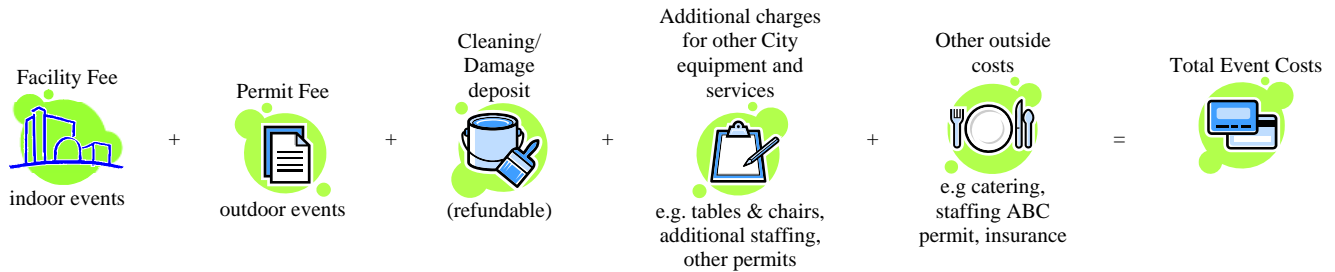 Facility Fee
indoor events
+
Permit Fee
outdoor events
+
Cleaning/
Damage
deposit
(refundable)
+
Additional charges
for other City
equipment and
services
e.g. tables & chairs,
additional staffing,
other permits
+
Other outside
costs
e.g catering,
staffing ABC
permit, insurance
=
Total Event Costs